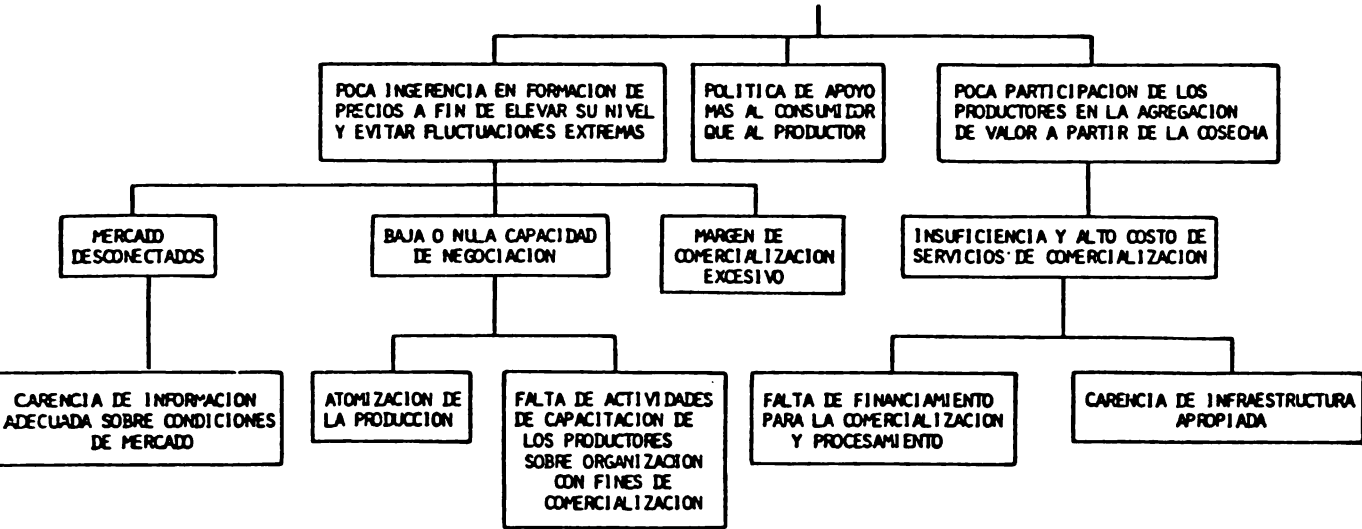 POCA INGERENCIA EN FORMACION DE
PRECIOS A FIN DE ELEVAR SU NIVEL
Y EVITAR FLUCTUACIONES EXTREMAS
POLITICA DE APOYO
MAS AL CONSUMIDOR
QUE AL PRODUCTOR
POCA PARTICIPACION DE LOS
PRODUCTORES EN LA AGREGACION
DE VALOR A PARTIR DE LA COSECHA
MERCADO
DESCONECTADOS
BAJA O NULA CAPACIDAD
DE NEGOCIACION
MARGEN DE
COMERCIALIZACION
EXCESIVO
INSUFICIENCIA Y ALTO COSTO DE
SERVICIOS DE COMERCIALIZACION
CARENCIA DE INFORMACION
ADECUADA SOBRE CONDICIONES
DE MERCADO
ATOMIZACION DE
LA PRODUCCION
FALTA DE ACTIVIDADES
DE CAPACITACION DE
LOS PRODUCTORES
SOBRE ORGANIZACION
CON FINES DE
COMERCIALIZACION
FALTA DE FINANCIAMIENTO
PARA LA COMERCIALIZACION
Y PROCESAMIENTO
CARENCIA DE INFRAESTRUCTURA
APROPIADA